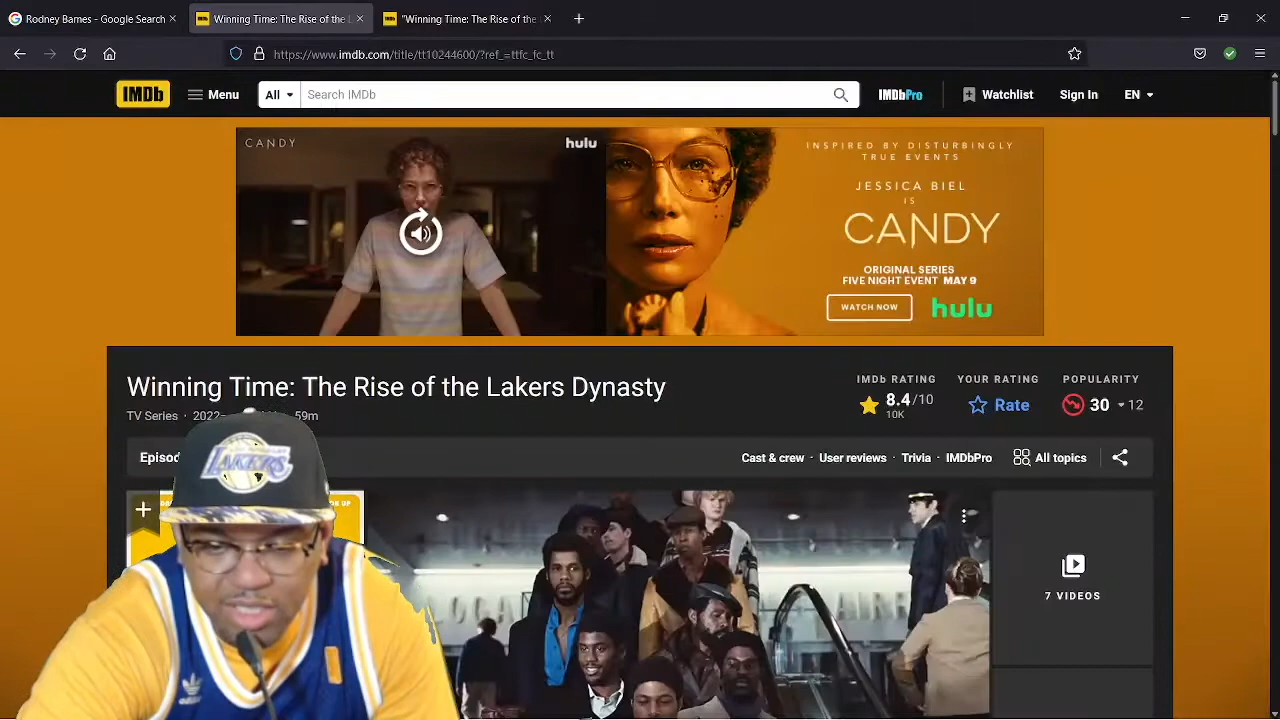 Rodney Barnes - Google Search
Winning Time: The Rise of the L
"Winning Time: The Rise of the
https://www.imdb.com/title/tt10244600/?ref_=ttfc_fc_tt
IMDb
Menu
All
Search IMDb
IMDbPro
Watchlist
Sign In
EN
CANDY
hulu
INSPIRED BY DISTURBINGLY
TRUE EVENTS
JESSICA BIEL
IS
CANDY
ORIGINAL SERIES
FIVE NIGHT EVENT MAY 9
WATCH NOW
hulu
Winning Time: The Rise of the Lakers Dynasty
TV Series · 2022– 59m
IMDb RATING
8.4/10
10K
YOUR RATING
Rate
POPULARITY
30
12
Episod
Cast & crew · User reviews · Trivia · IMDbPro
All topics
UP
LAKERS
7 VIDEOS
adidas